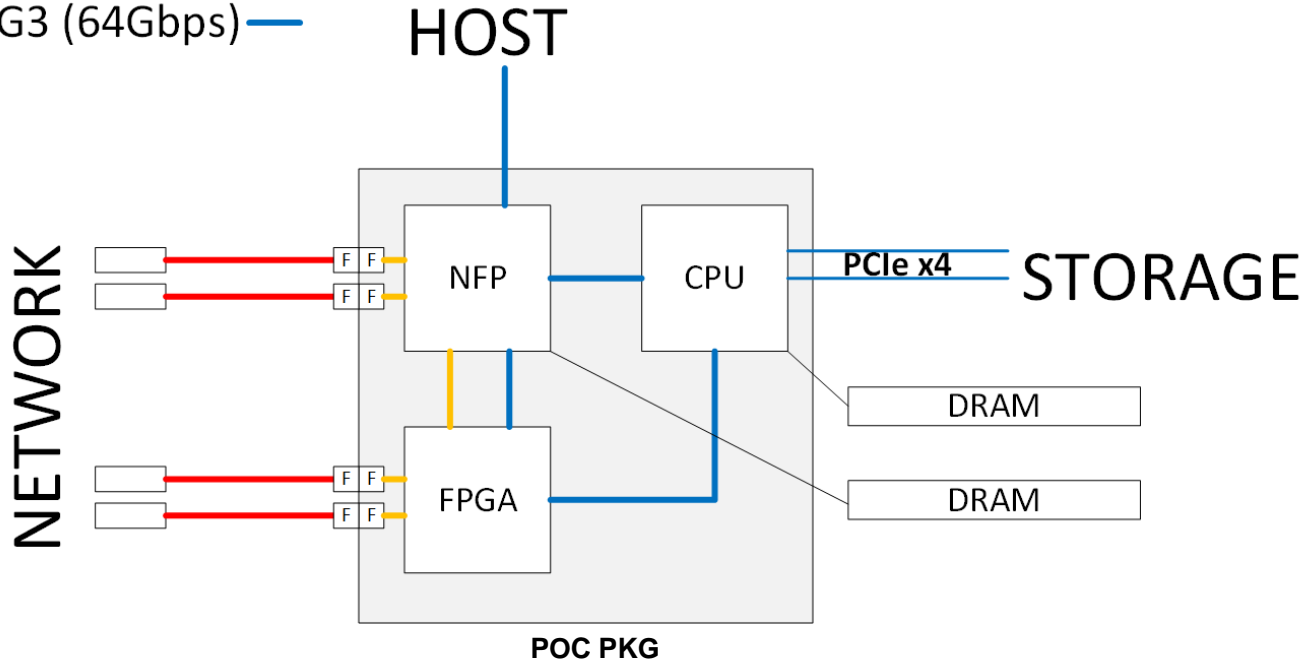 G3 (64Gbps)
HOST
NETWORK
F F
F F
NFP
CPU
PCIe x4
STORAGE
DRAM
F F
F F
FPGA
DRAM
POC PKG